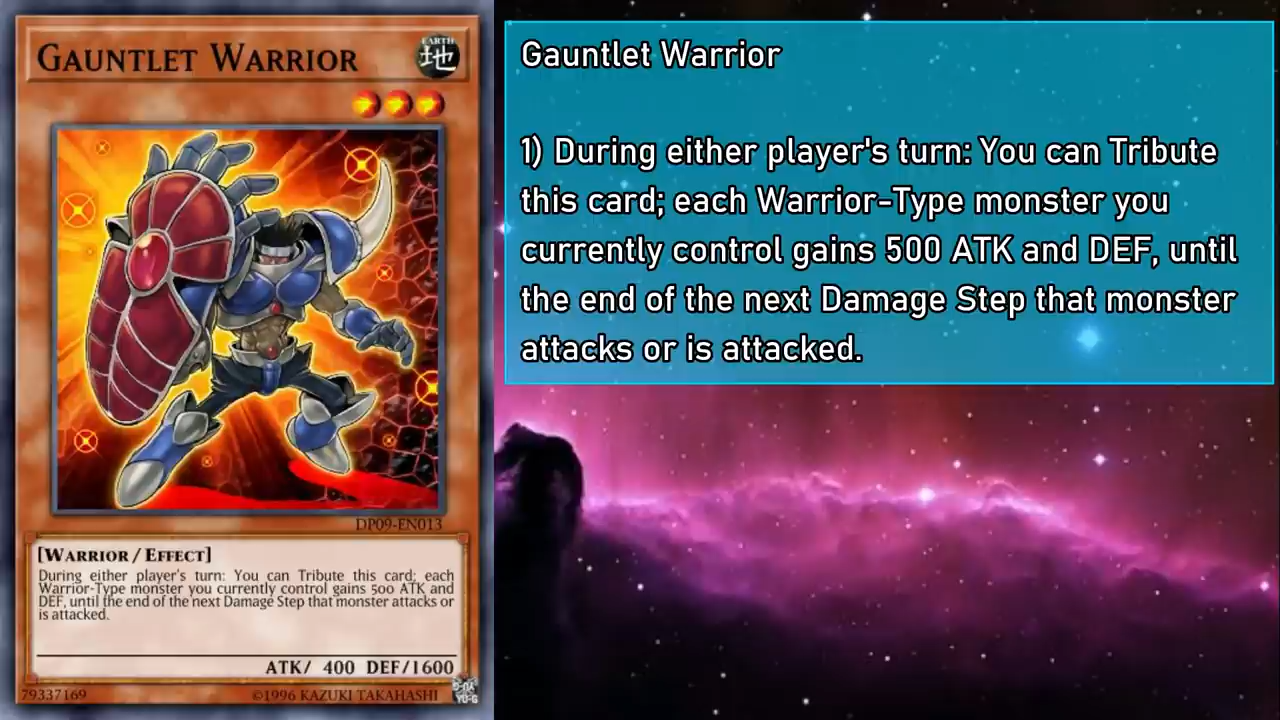 GAUNTLET WARRIOR
EARTH
地
DP09-EN013
[WARRIOR / EFFECT]
During either player's turn: You can Tribute this card; each
Warrior-Type monster you currently control gains 500 ATK and
DEF, until the end of the next Damage Step that monster attacks or
is attacked.
ATK/ 400 DEF/1600
79337169
©1996 KAZUKI TAKAHASHI
Gauntlet Warrior
1) During either player's turn: You can Tribute
this card; each Warrior-Type monster you
currently control gains 500 ATK and DEF, until
the end of the next Damage Step that monster
attacks or is attacked.